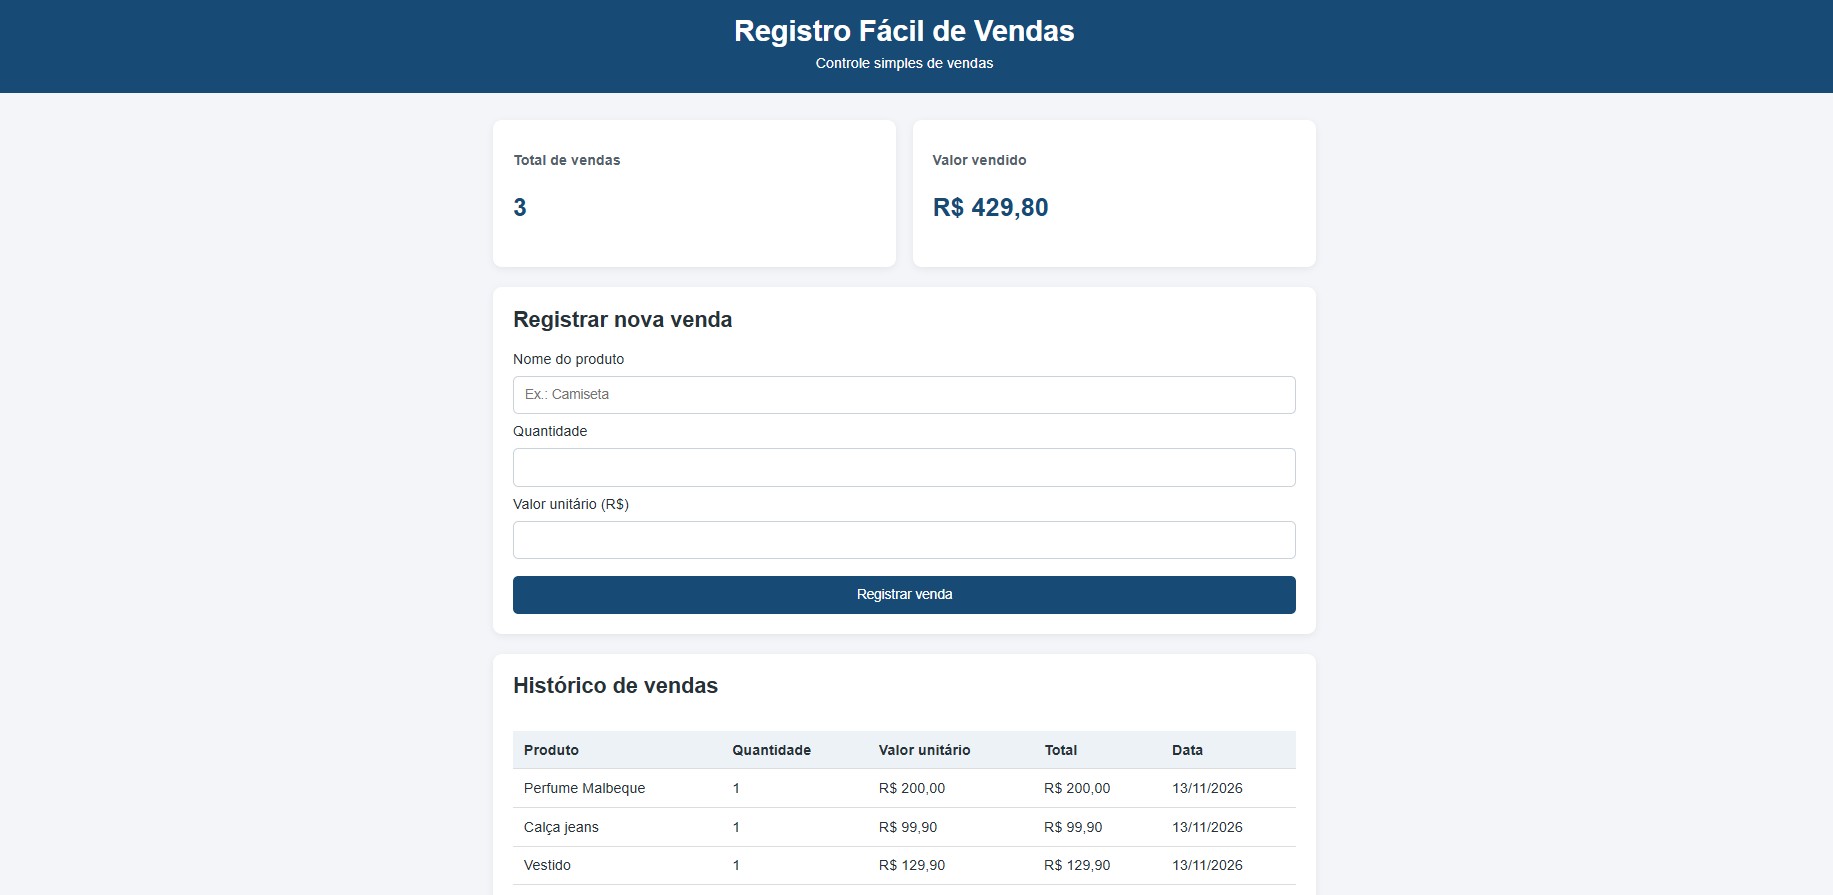 Registro Fácil de Vendas
Controle simples de vendas
Total de vendas
3
Valor vendido
R$ 429,80
Registrar nova venda
Nome do produto
Ex.: Camiseta
Quantidade
Valor unitário (R$)
Registrar venda
Histórico de vendas
Produto Quantidade Valor unitário Total Data
Perfume Malbeque 1 R$ 200,00 R$ 200,00 13/11/2026
Calça jeans 1 R$ 99,90 R$ 99,90 13/11/2026
Vestido 1 R$ 129,90 R$ 129,90 13/11/2026